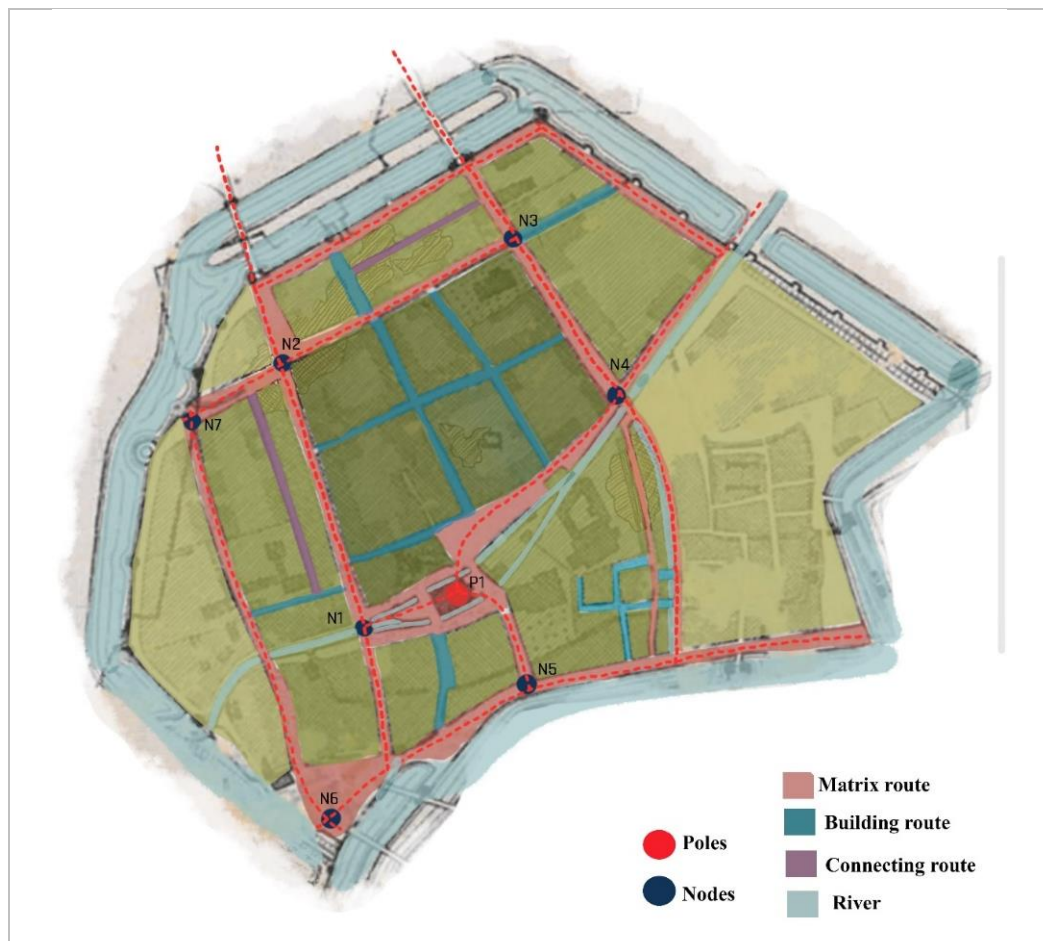 N3
N2
N4
N7
P1
N1
N5
N6
Matrix route
Building route
Poles
Connecting route
Nodes
River